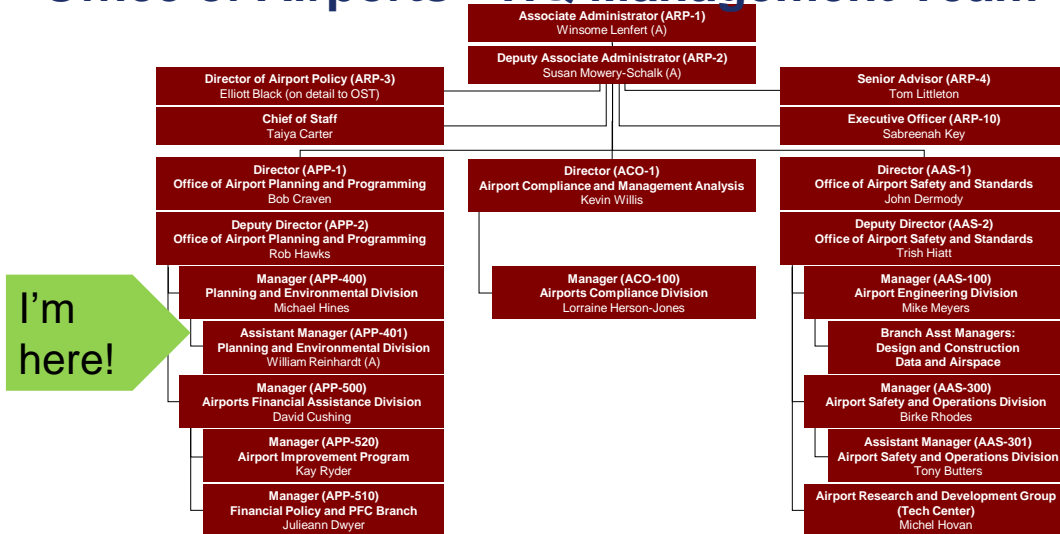 Associate Administrator (ARP-1)
Winsome Lenfert (A)
Deputy Associate Administrator (ARP-2)
Susan Mowery-Schalk (A)
Director of Airport Policy (ARP-3)
Elliott Black (on detail to OST)
Senior Advisor (ARP-4)
Tom Littleton
Chief of Staff
Taiya Carter
Executive Officer (ARP-10)
Sabreenah Key
Director (APP-1)
Office of Airport Planning and Programming
Bob Craven
Director (ACO-1)
Airport Compliance and Management Analysis
Kevin Willis
Director (AAS-1)
Office of Airport Safety and Standards
John Dermody
Deputy Director (APP-2)
Office of Airport Planning and Programming
Rob Hawks
Deputy Director (AAS-2)
Office of Airport Safety and Standards
Trish Hiatt
I'm
here!
Manager (APP-400)
Planning and Environmental Division
Michael Hines
Manager (ACO-100)
Airports Compliance Division
Lorraine Herson-Jones
Manager (AAS-100)
Airport Engineering Division
Mike Meyers
Assistant Manager (APP-401)
Planning and Environmental Division
William Reinhardt (A)
Branch Asst Managers:
Design and Construction
Data and Airspace
Manager (APP-500)
Airports Financial Assistance Division
David Cushing
Manager (AAS-300)
Airport Safety and Operations Division
Birke Rhodes
Manager (APP-520)
Airport Improvement Program
Kay Ryder
Assistant Manager (AAS-301)
Airport Safety and Operations Division
Tony Butters
Manager (APP-510)
Financial Policy and PFC Branch
Julieann Dwyer
Airport Research and Development Group
(Tech Center)
Michel Hovan